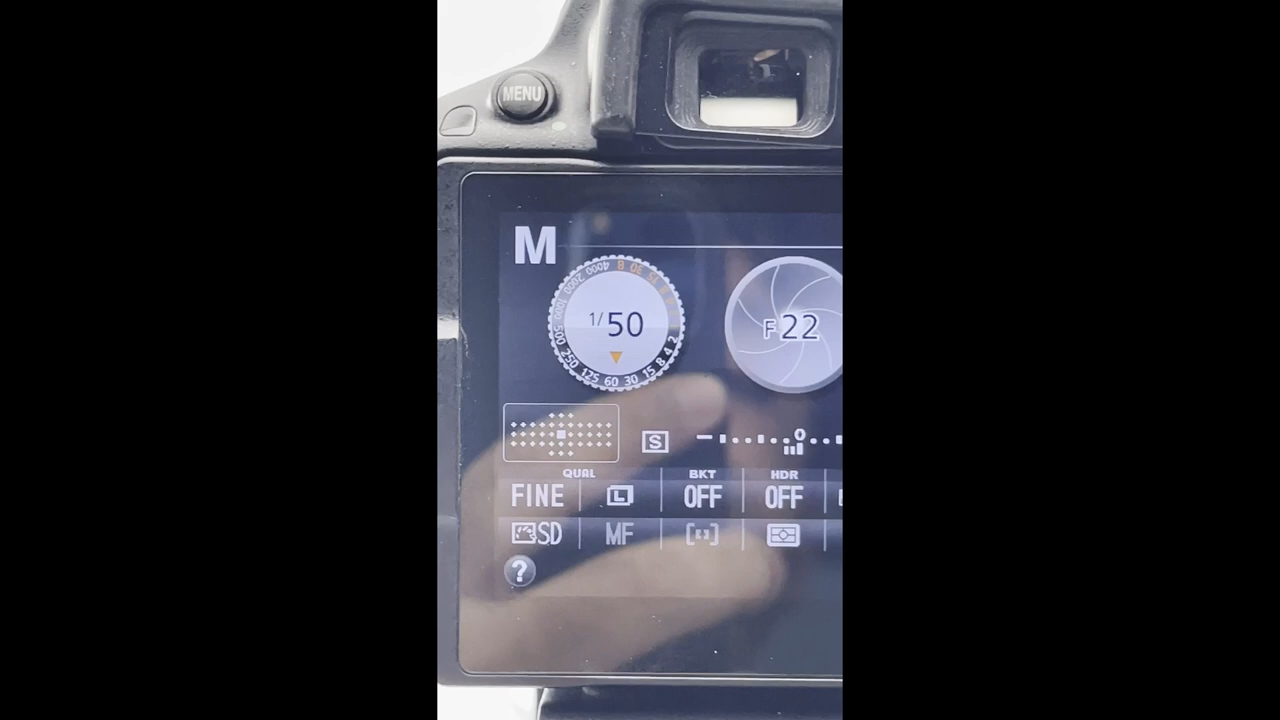 MENU
M
4000 B 30 15
2000
1000
500
250
125 60 30 15 8 4 2
1/50
F22
S
0
QUAL BKT HDR
FINE L OFF OFF
SD MF
?